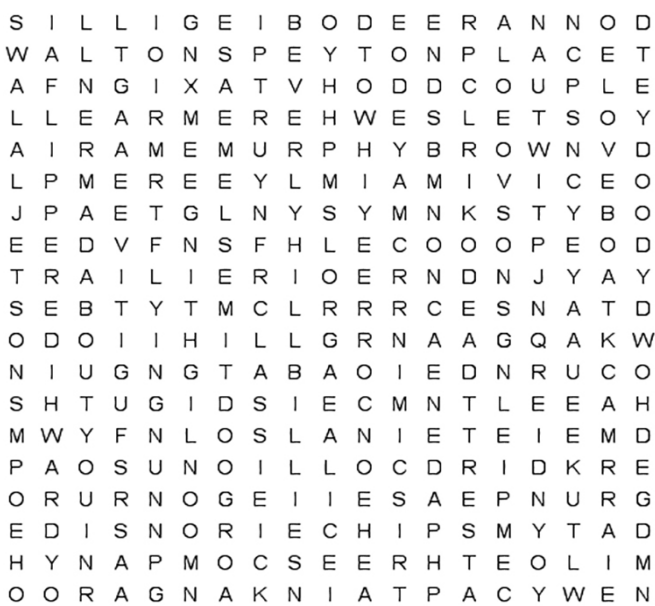 S I L L I G E I B O D E E R A N N O D
W A L T O N S P E Y T O N P L A C E T
A F N G I X A T V H O D D C O U P L E
L L E A R M E R E H W E S L E T S O Y
A I R A M E M U R P H Y B R O W N V D
L P M E R E E Y L M I A M I V I C E O
J P A E T G L N Y S Y M N K S T Y B O
E E D V F N S F H L E C O O O P E O D
T R A I L I E R I O E R N D N J Y A Y
S E B T Y T M C L R R R C E S N A T D
O D O I I H I L L G R N A A G Q A K W
N I U G N G T A B A O I E D N R U C O
S H T U G I D S I E C M N T L E E A H
M W Y F N L O S L A N I E T E I E M D
P A O S U N O I L L O C D R I D K R E
O R U R N O G E I I E S A E P N U R G
E D I S N O R I E C H I P S M Y T A D
H Y N A P M O C S E E R H T E O L I M
O O R A G N A K N I A T P A C Y W E N